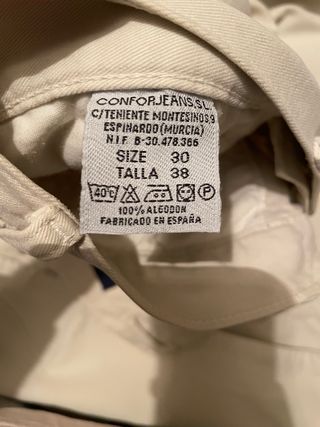 CONFORJEANS,S.L.
C/TENIENTE MONTESINOS,9
ESPINARDO(MURCIA)
N.I.F. B-30.478.366
SIZE 30
TALLA 38
40°C P
100% ALGODON
FABRICADO EN ESPAÑA